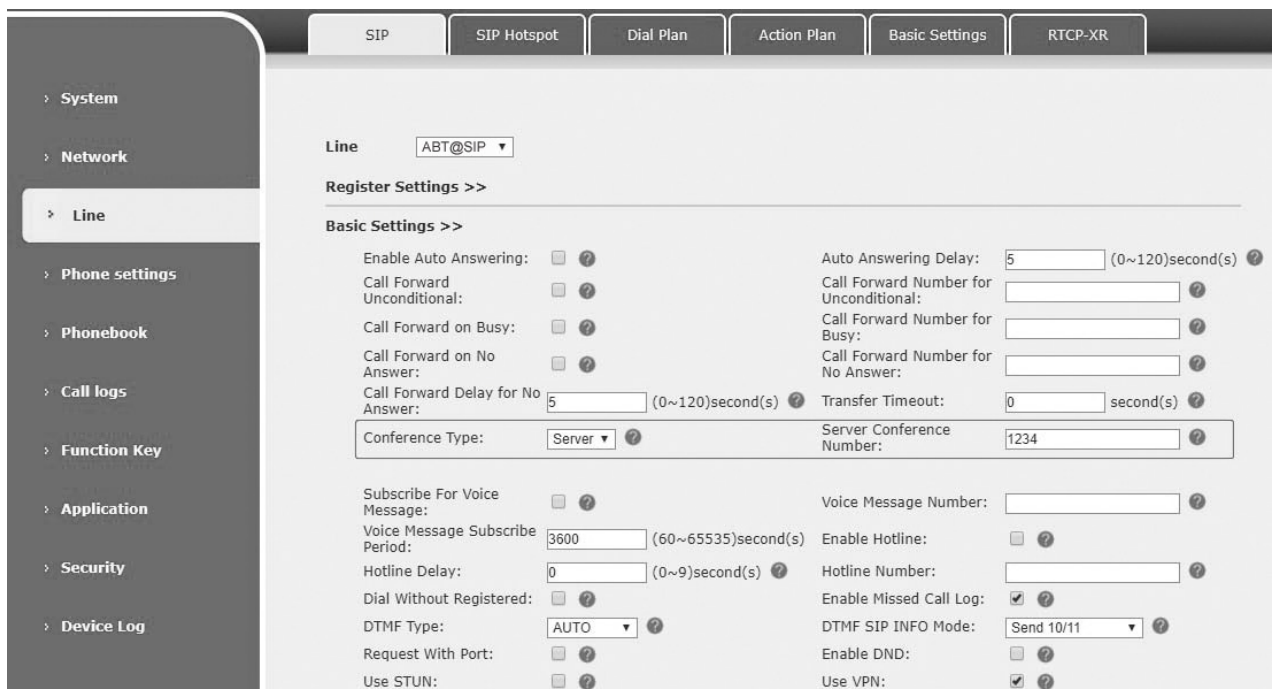 SIP SIP Hotspot Dial Plan Action Plan Basic Settings RTCP-XR
› System
› Network
› Line
› Phone settings
› Phonebook
› Call logs
› Function Key
› Application
› Security
› Device Log
Line ABT@SIP ▼
Register Settings >>
Basic Settings >>
Enable Auto Answering: ? Auto Answering Delay: 5 (0~120)second(s) ?
Call Forward
Unconditional: ? Call Forward Number for
Unconditional: ?
Call Forward on Busy: ? Call Forward Number for
Busy: ?
Call Forward on No
Answer: ? Call Forward Number for
No Answer: ?
Call Forward Delay for No
Answer: 5 (0~120)second(s) ? Transfer Timeout: 0 second(s) ?
Conference Type: Server ▼ ? Server Conference
Number: 1234 ?
Subscribe For Voice
Message: ? Voice Message Number: ?
Voice Message Subscribe
Period: 3600 (60~65535)second(s) Enable Hotline: ?
Hotline Delay: 0 (0~9)second(s) ? Hotline Number: ?
Dial Without Registered: ? Enable Missed Call Log: ✔ ?
DTMF Type: AUTO ▼ ? DTMF SIP INFO Mode: Send 10/11 ▼ ?
Request With Port: ? Enable DND: ?
Use STUN: ? Use VPN: ✔ ?